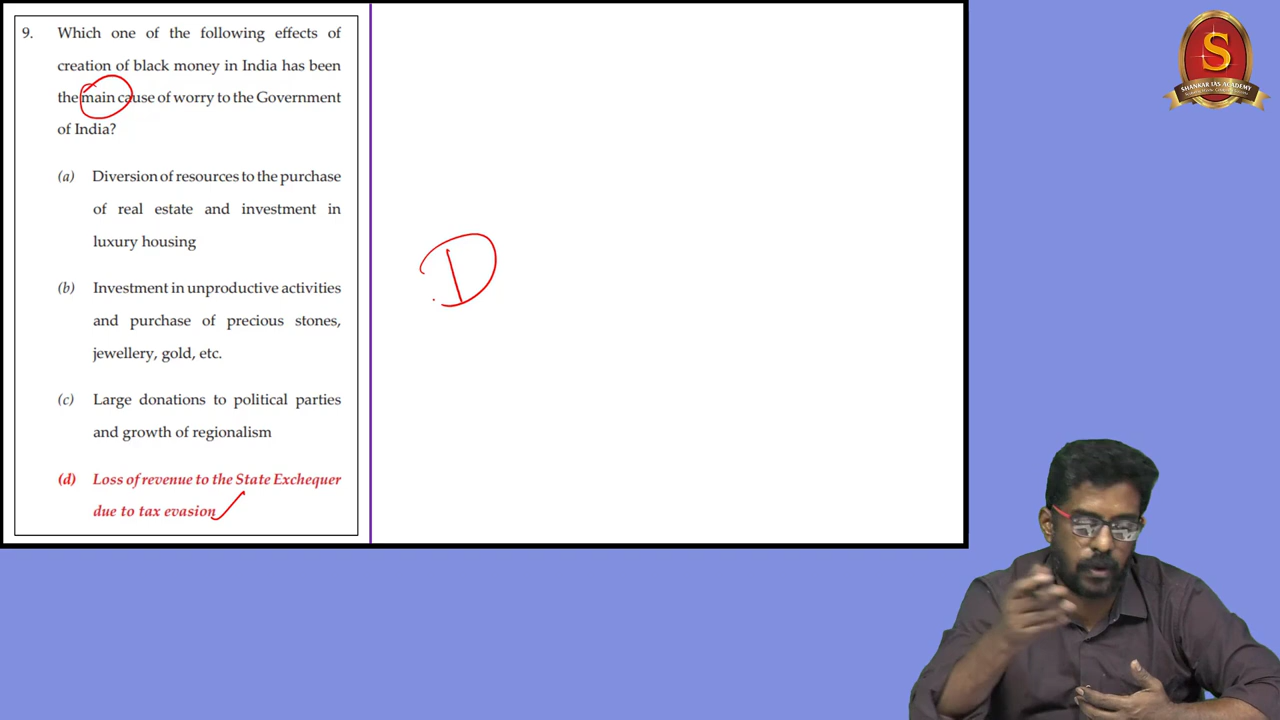 9. Which one of the following effects of
creation of black money in India has been
the main cause of worry to the Government
of India?
(a) Diversion of resources to the purchase
of real estate and investment in
luxury housing
(b) Investment in unproductive activities
and purchase of precious stones,
jewellery, gold, etc.
(c) Large donations to political parties
and growth of regionalism
(d) Loss of revenue to the State Exchequer
due to tax evasion
D
S
SHANKAR IAS ACADEMY